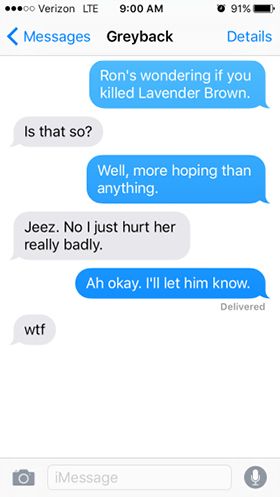 Verizon LTE 9:00 AM 91%
Messages Greyback Details
Ron's wondering if you
killed Lavender Brown.
Is that so?
Well, more hoping than
anything.
Jeez. No I just hurt her
really badly.
Ah okay. I'll let him know.
Delivered
wtf
iMessage